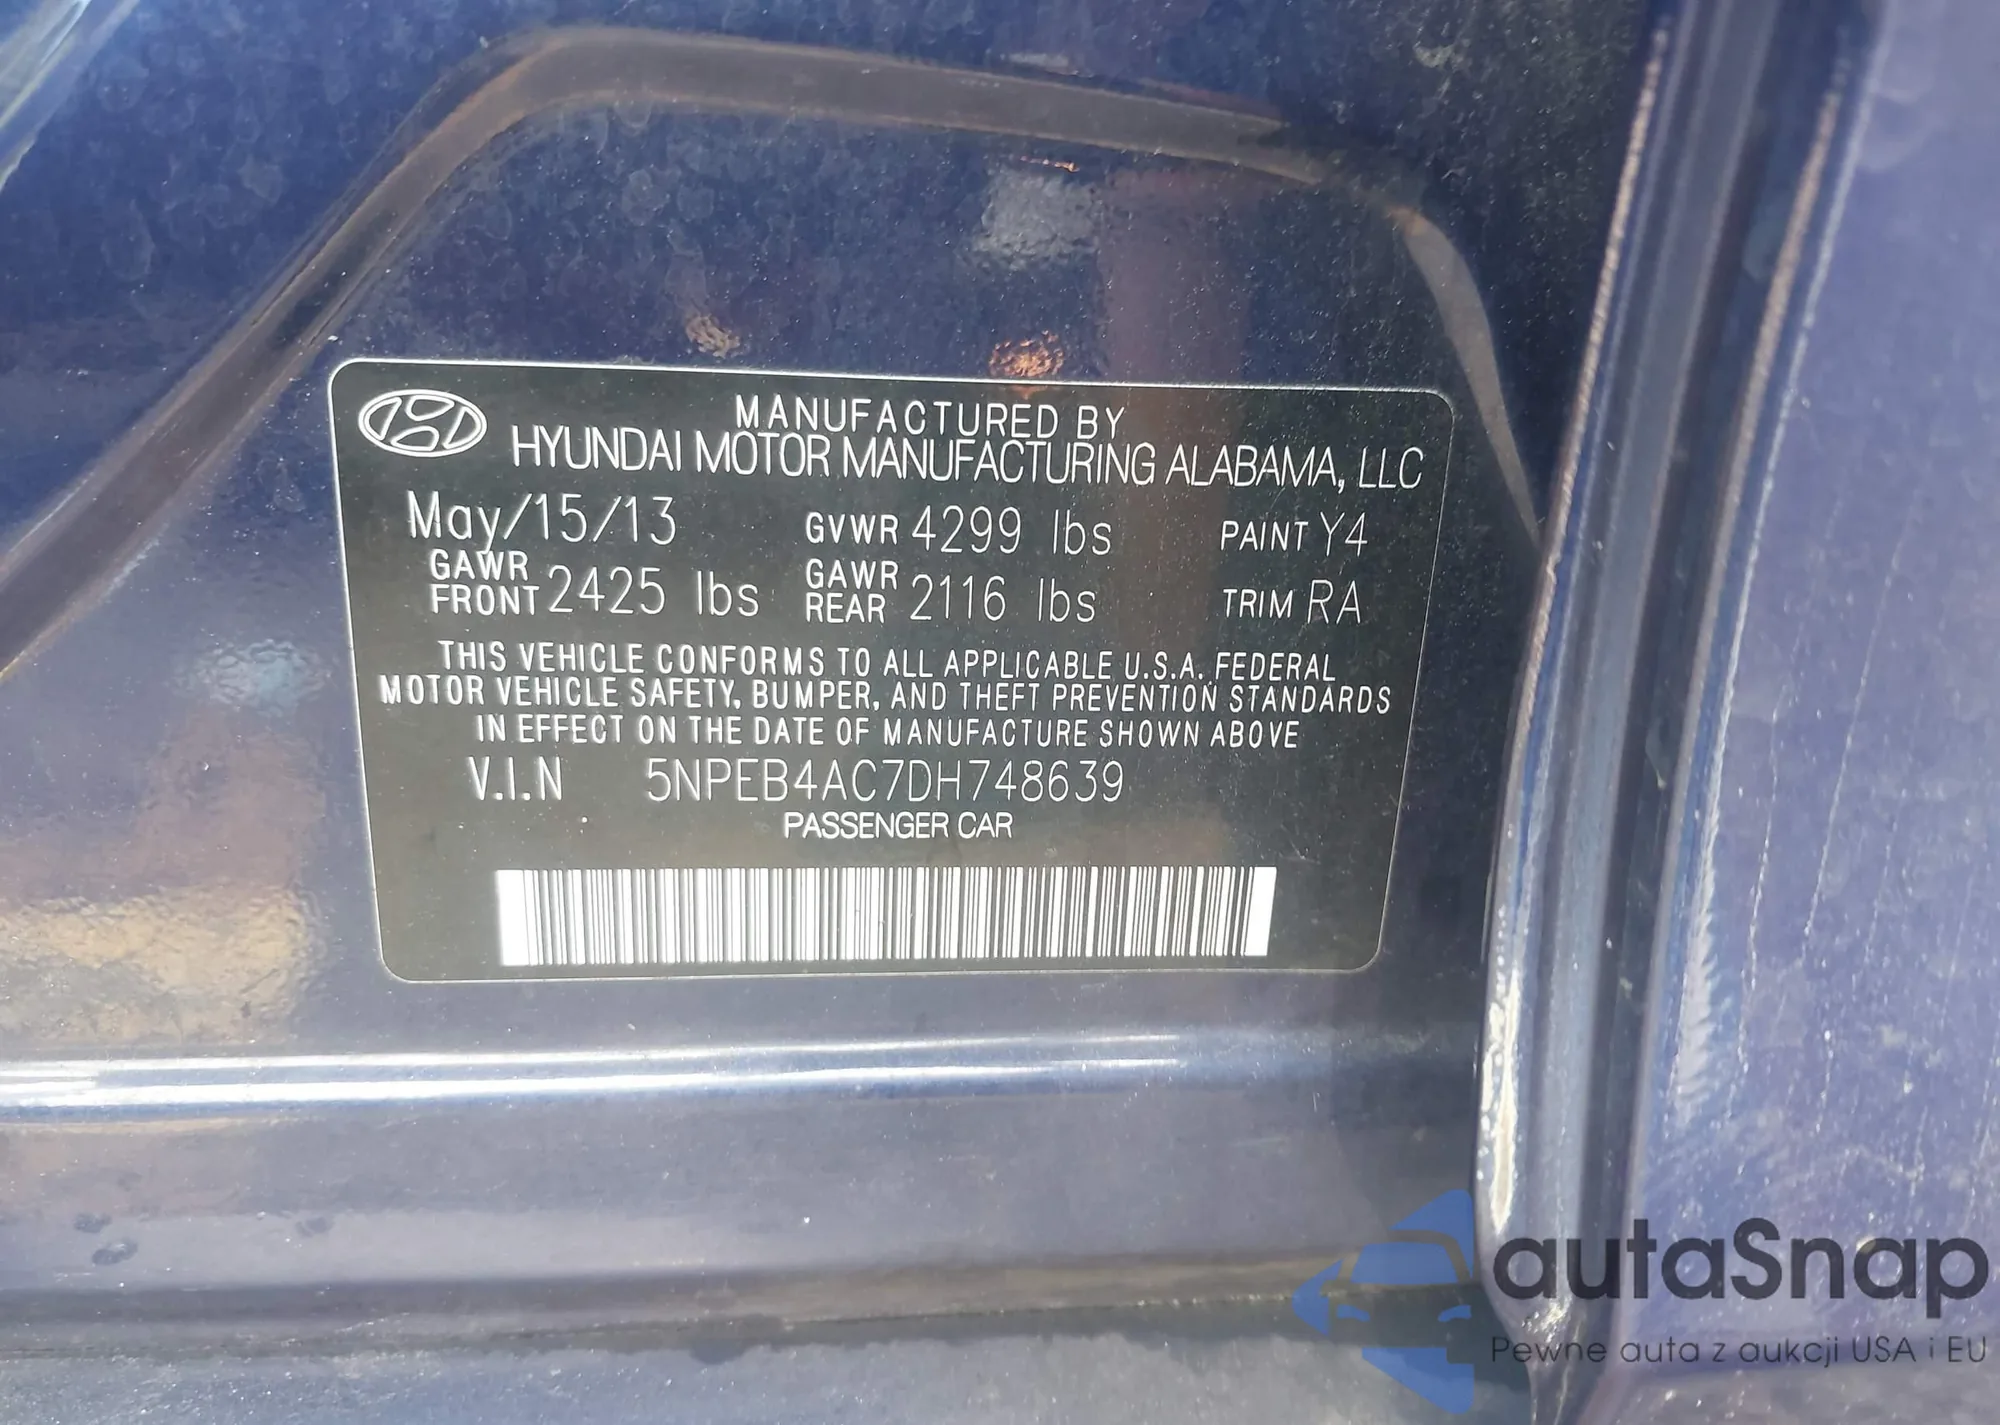 MANUFACTURED BY
HYUNDAI MOTOR MANUFACTURING ALABAMA, LLC
May/15/13 GVWR 4299 lbs PAINT Y4
GAWR FRONT 2425 lbs GAWR REAR 2116 lbs TRIM RA
THIS VEHICLE CONFORMS TO ALL APPLICABLE U.S.A. FEDERAL
MOTOR VEHICLE SAFETY, BUMPER, AND THEFT PREVENTION STANDARDS
IN EFFECT ON THE DATE OF MANUFACTURE SHOWN ABOVE
V.I.N 5NPEB4AC7DH748639
PASSENGER CAR
autaSnap
Pewne auta z aukcji USA i EU